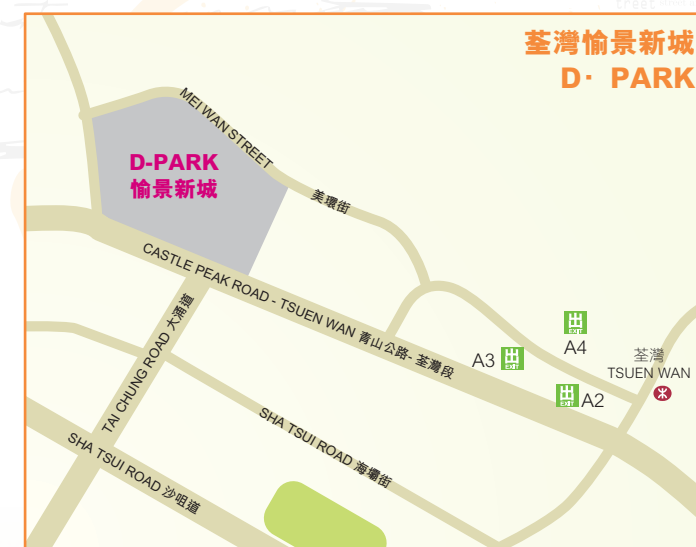 荃灣愉景新城
D· PARK
MEI WAN STREET
D-PARK
愉景新城
美環街
CASTLE PEAK ROAD - TSUEN WAN 青山公路- 荃灣段
TAI CHUNG ROAD 大涌道
出
EXIT
A4
A3
出
EXIT
荃灣
TSUEN WAN
出
EXIT
A2
SHA TSUI ROAD 海壩街
SHA TSUI ROAD 沙咀道